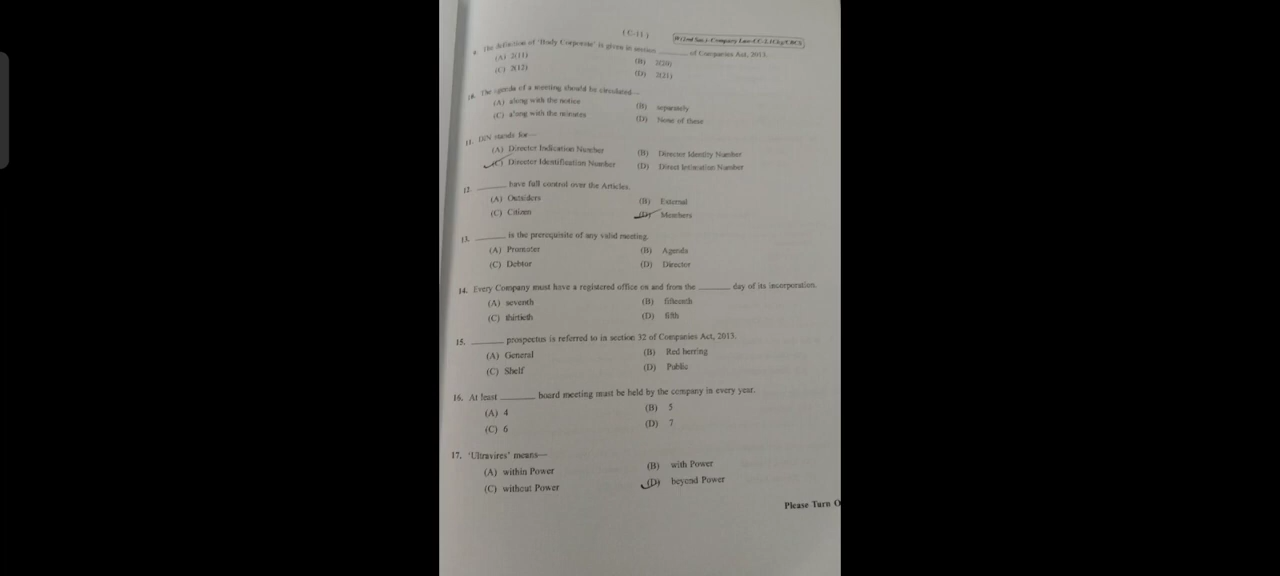 (C-11)
9. The definition of 'Body Corporate' is given in section ______ of Companies Act, 2013.
(A) 2(11)
(B) 2(20)
(C) 2(12)
(D) 2(21)
10. The agenda of a meeting should be circulated—
(A) along with the notice
(B) separately
(C) along with the minutes
(D) None of these
11. DIN stands for—
(A) Director Indication Number
(B) Director Identity Number
(C) Director Identification Number
(D) Direct Number
12. ______ have full control over the Articles.
(A) Outsiders
(B) External
(C) Citizen
(D) Members
13. ______ is the prerequisite of any valid meeting.
(A) Promoter
(B) Agenda
(C) Debtor
(D) Director
14. Every Company must have a registered office on and from the ______ day of its incorporation.
(A) seventh
(B) fifteenth
(C) thirtieth
(D) fifth
15. ______ prospectus is referred to in section 32 of Companies Act, 2013.
(A) General
(B) Red herring
(C) Shelf
(D) Public
16. At least ______ board meeting must be held by the company in every year.
(A) 4
(B) 5
(C) 6
(D) 7
17. 'Ultravires' means—
(A) within Power
(B) with Power
(C) without Power
(D) beyond Power
Please Turn O